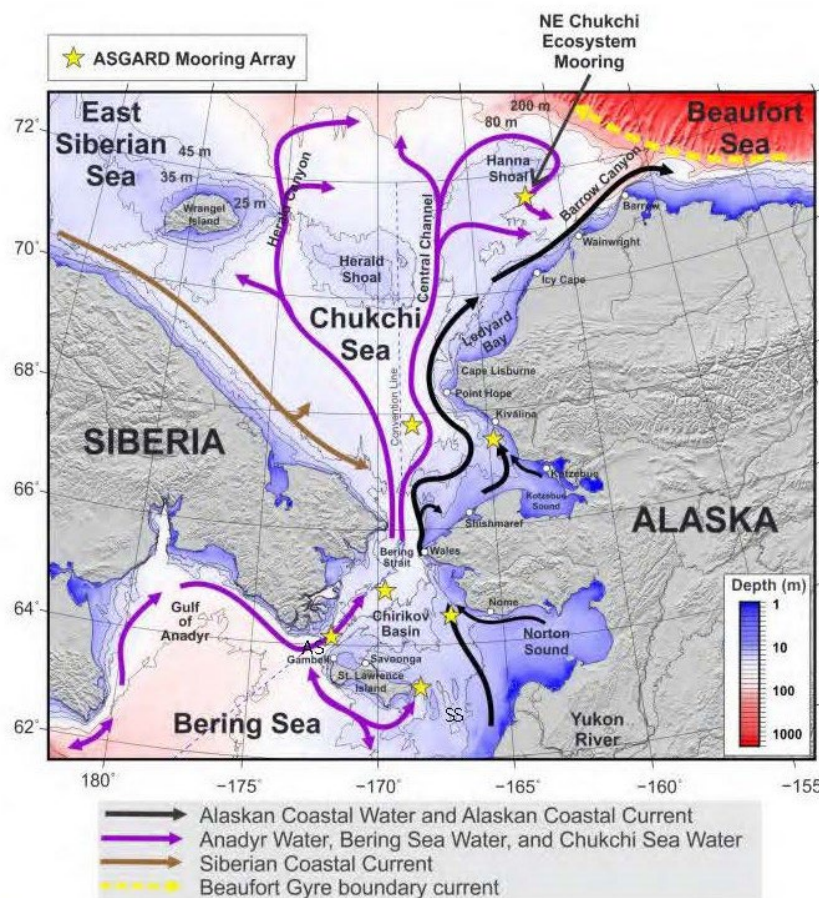 ASGARD Mooring Array
NE Chukchi
Ecosystem
Mooring
East
Siberian
Sea
Beaufort
Sea
200 m
80 m
45 m
35 m
25 m
72°
70°
68°
66°
64°
62°
Wrangel
Island
Herald Canyon
Herald
Shoal
Central Channel
Hanna
Shoal
Barrow Canyon
Barrow
Wainwright
Icy Cape
Chukchi
Sea
Ledyard
Bay
Cape Lisburne
Point Hope
Convention Line
Kivalina
SIBERIA
Kotzebue
Kotzebue
Sound
Shishmaref
ALASKA
Bering
Strait
Wales
Gulf
of
Anadyr
Chirikov
Basin
Nome
Norton
Sound
AS
Gambell
Savoonga
St. Lawrence
Island
SS
Bering Sea
Yukon
River
Depth (m)
1
10
100
1000
180°
−175°
−170°
−165°
−160°
−155
Alaskan Coastal Water and Alaskan Coastal Current
Anadyr Water, Bering Sea Water, and Chukchi Sea Water
Siberian Coastal Current
Beaufort Gyre boundary current